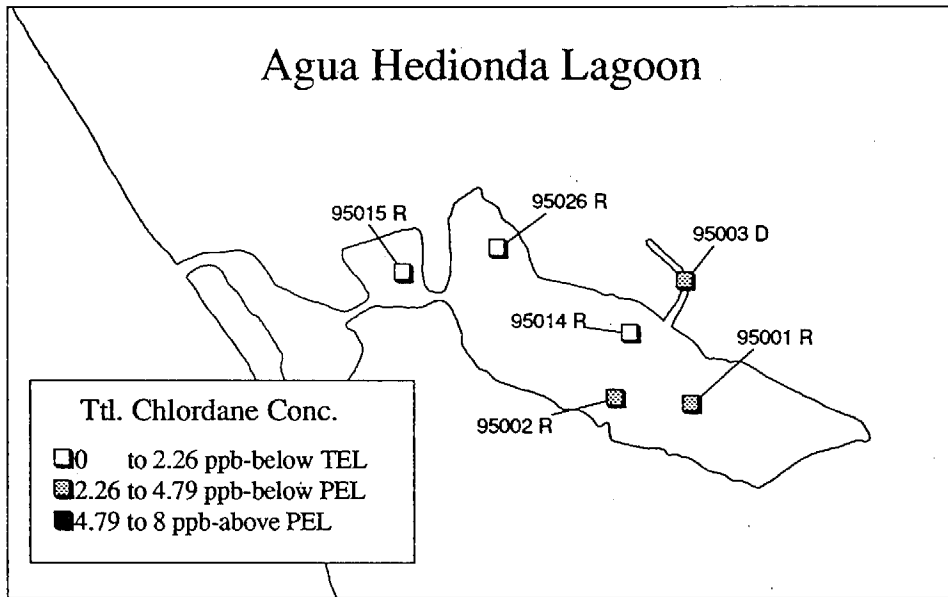 Agua Hedionda Lagoon
95015 R
95026 R
95003 D
95014 R
95001 R
95002 R
Ttl. Chlordane Conc.
0 to 2.26 ppb-below TEL
2.26 to 4.79 ppb-below PEL
4.79 to 8 ppb-above PEL